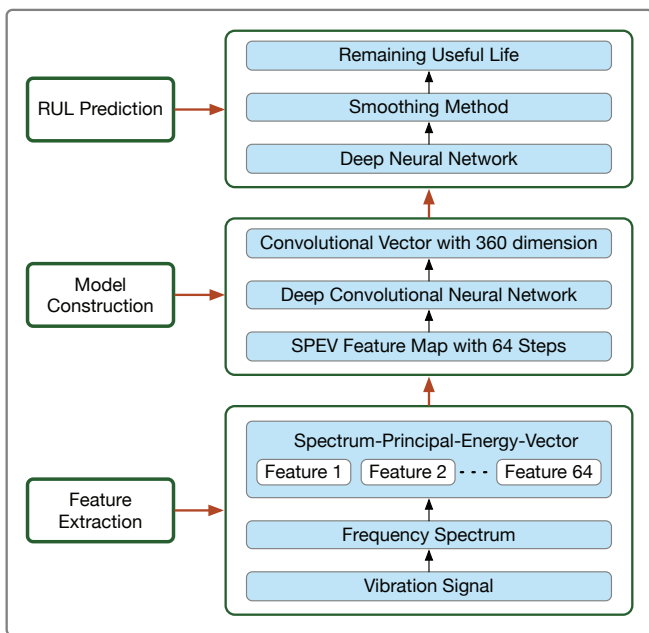 Remaining Useful Life
RUL Prediction
Smoothing Method
Deep Neural Network
Convolutional Vector with 360 dimension
Model
Construction
Deep Convolutional Neural Network
SPEV Feature Map with 64 Steps
Spectrum-Principal-Energy-Vector
Feature 1 Feature 2 - - - Feature 64
Feature
Extraction
Frequency Spectrum
Vibration Signal